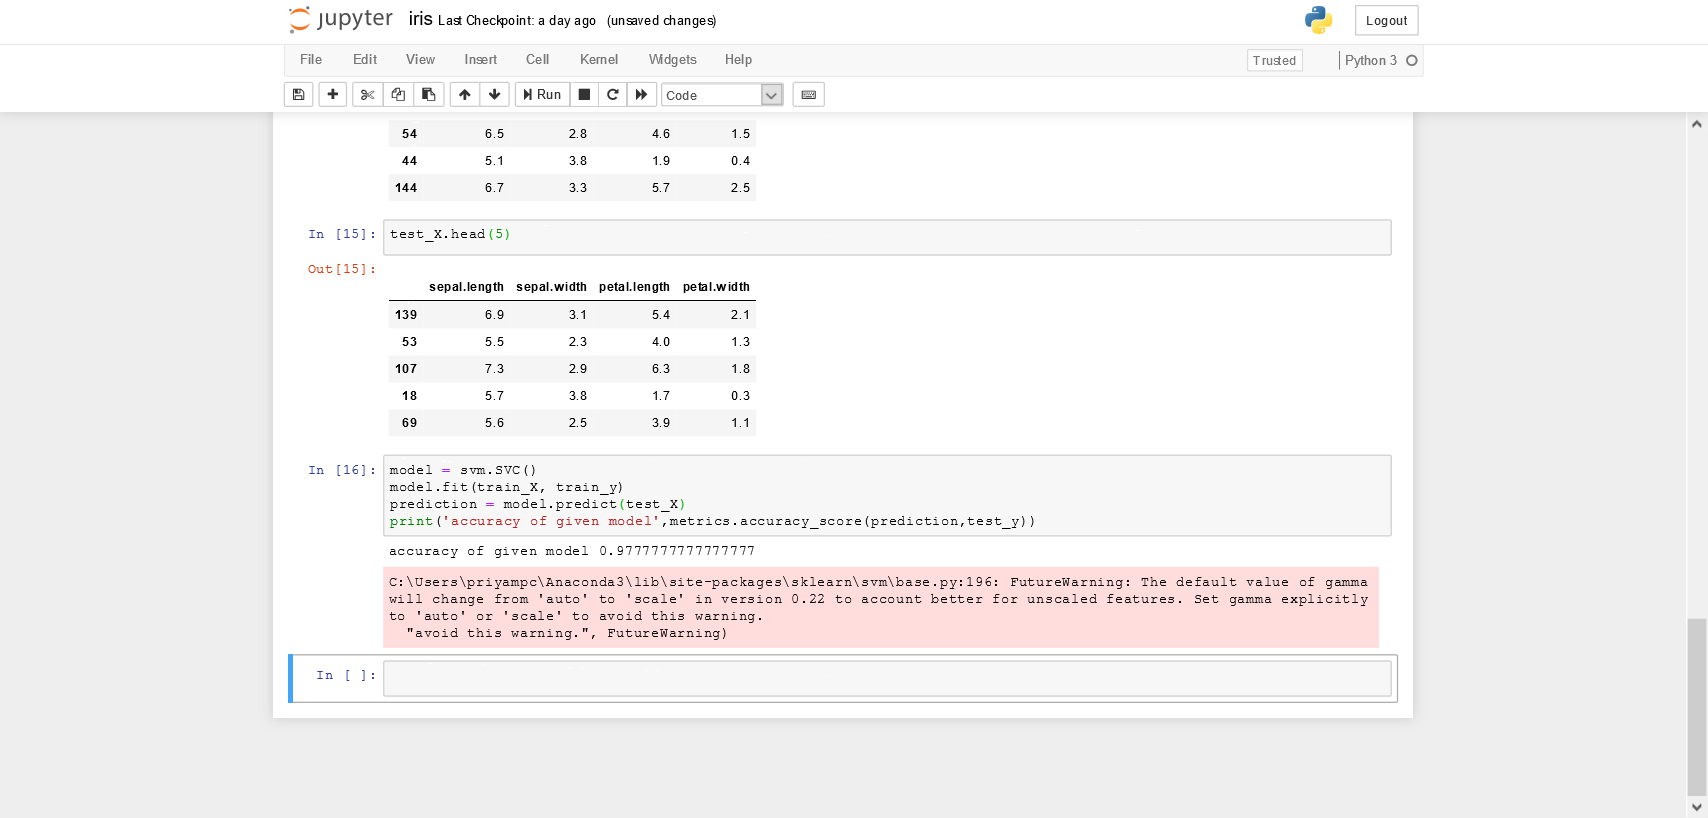 jupyter iris Last Checkpoint: a day ago (unsaved changes) Logout
File Edit View Insert Cell Kernel Widgets Help Trusted Python 3
Run Code
54 6.5 2.8 4.6 1.5
44 5.1 3.8 1.9 0.4
144 6.7 3.3 5.7 2.5
In [15]: test_X.head(5)
Out[15]:
sepal.length sepal.width petal.length petal.width
139 6.9 3.1 5.4 2.1
53 5.5 2.3 4.0 1.3
107 7.3 2.9 6.3 1.8
18 5.7 3.8 1.7 0.3
69 5.6 2.5 3.9 1.1
In [16]: model = svm.SVC()
model.fit(train_X, train_y)
prediction = model.predict(test_X)
print('accuracy of given model',metrics.accuracy_score(prediction,test_y))
accuracy of given model 0.9777777777777777
C:\Users\priyampc\Anaconda3\lib\site-packages\sklearn\svm\base.py:196: FutureWarning: The default value of gamma
will change from 'auto' to 'scale' in version 0.22 to account better for unscaled features. Set gamma explicitly
to 'auto' or 'scale' to avoid this warning.
"avoid this warning.", FutureWarning)
In [ ]: